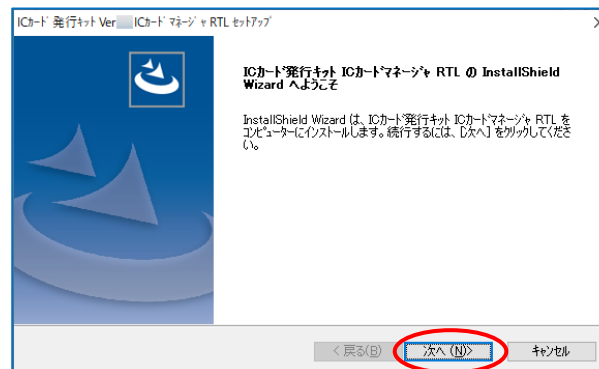 ICｶｰﾄﾞ 発行ｷｯﾄ Ver ICｶｰﾄﾞ ﾏﾈｰｼﾞｬ RTL ｾｯﾄｱｯﾌﾟ
ICｶｰﾄﾞ発行ｷｯﾄ ICｶｰﾄﾞﾏﾈｰｼﾞｬ RTL の InstallShield
Wizard へようこそ
InstallShield Wizard は、ICｶｰﾄﾞ発行ｷｯﾄ ICｶｰﾄﾞﾏﾈｰｼﾞｬ RTL を
ｺﾝﾋﾟｭｰﾀｰにｲﾝｽﾄｰﾙします。続行するには、[次へ] をｸﾘｯｸしてくださ
い。
< 戻る(B)
次へ (N)>
ｷｬﾝｾﾙ